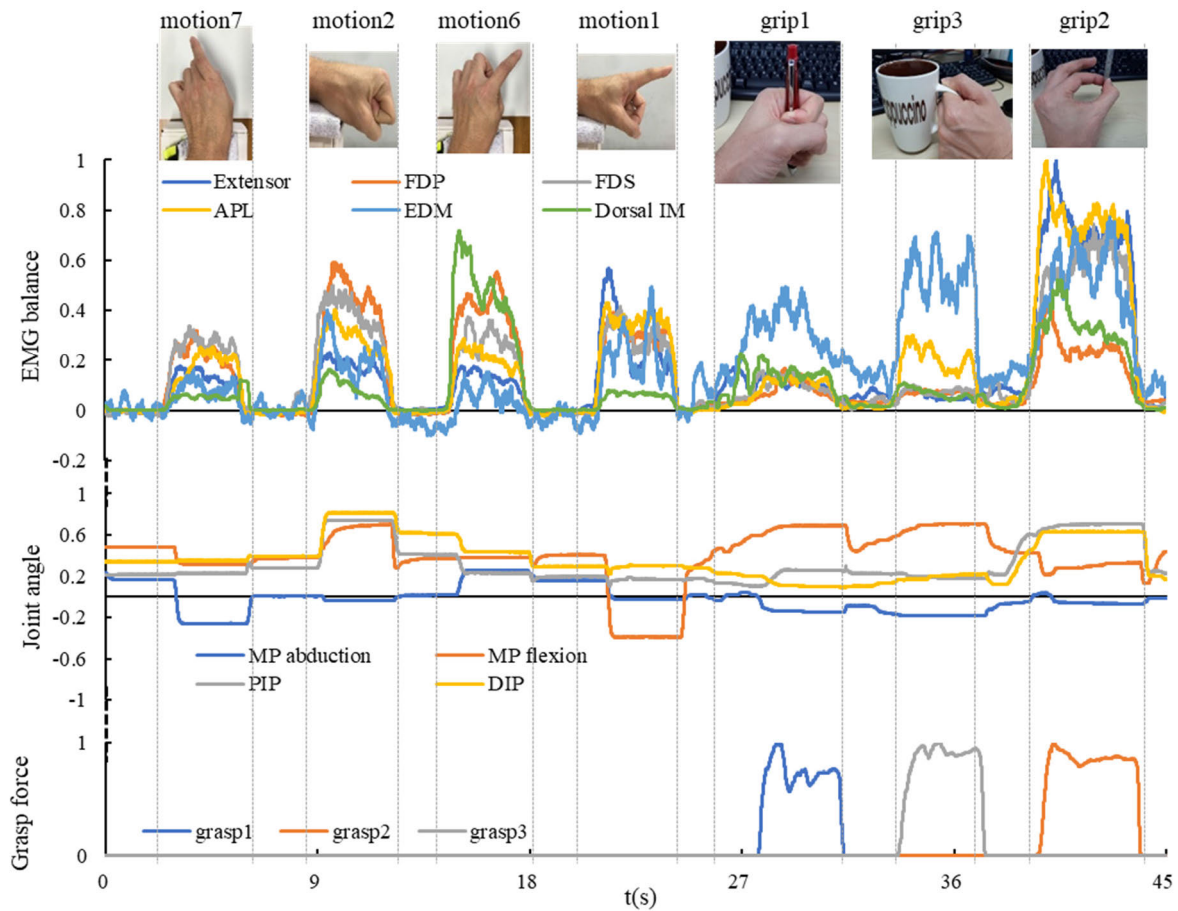 motion7 motion2 motion6 motion1 grip1 grip3 grip2
ppuccino
uccino
1
Extensor FDP FDS
0.8
APL EDM Dorsal IM
0.6
EMG balance
0.4
0.2
0
-0.2
1
0.6
0.2
Joint angle
-0.2
MP abduction MP flexion
-0.6
PIP DIP
-1
1
Grasp force
grasp1 grasp2 grasp3
0
0 9 18 27 36 45
t(s)